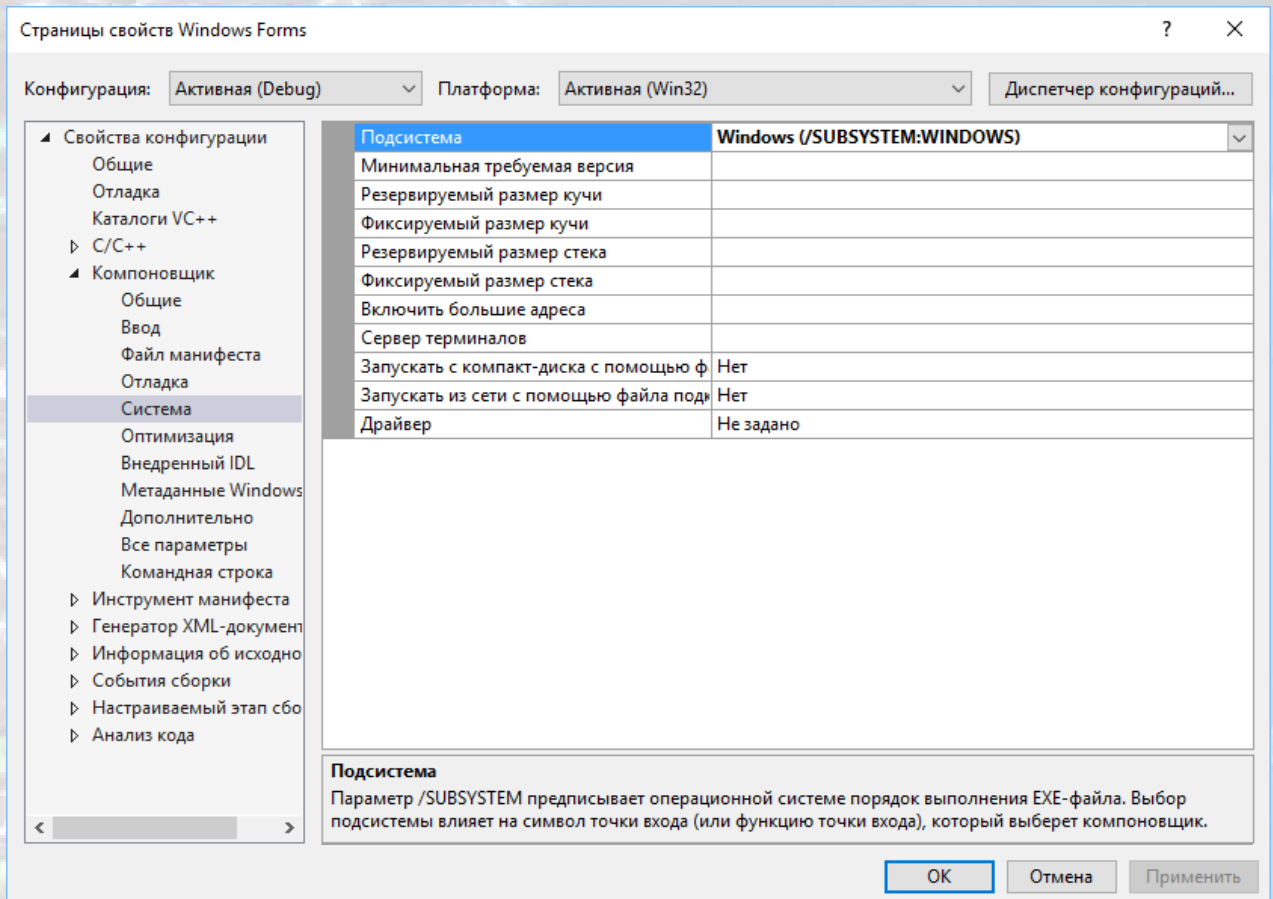 Страницы свойств Windows Forms
?
Конфигурация: Активная (Debug) Платформа: Активная (Win32) Диспетчер конфигураций...
Свойства конфигурации
Общие
Отладка
Каталоги VC++
C/C++
Компоновщик
Общие
Ввод
Файл манифеста
Отладка
Система
Оптимизация
Внедренный IDL
Метаданные Windows
Дополнительно
Все параметры
Командная строка
Инструмент манифеста
Генератор XML-документ
Информация об исходно
События сборки
Настраиваемый этап сбо
Анализ кода
Подсистема Windows (/SUBSYSTEM:WINDOWS)
Минимальная требуемая версия
Резервируемый размер кучи
Фиксируемый размер кучи
Резервируемый размер стека
Фиксируемый размер стека
Включить большие адреса
Сервер терминалов
Запускать с компакт-диска с помощью ф Нет
Запускать из сети с помощью файла подк Нет
Драйвер Не задано
Подсистема
Параметр /SUBSYSTEM предписывает операционной системе порядок выполнения EXE-файла. Выбор
подсистемы влияет на символ точки входа (или функцию точки входа), который выберет компоновщик.
ОК Отмена Применить